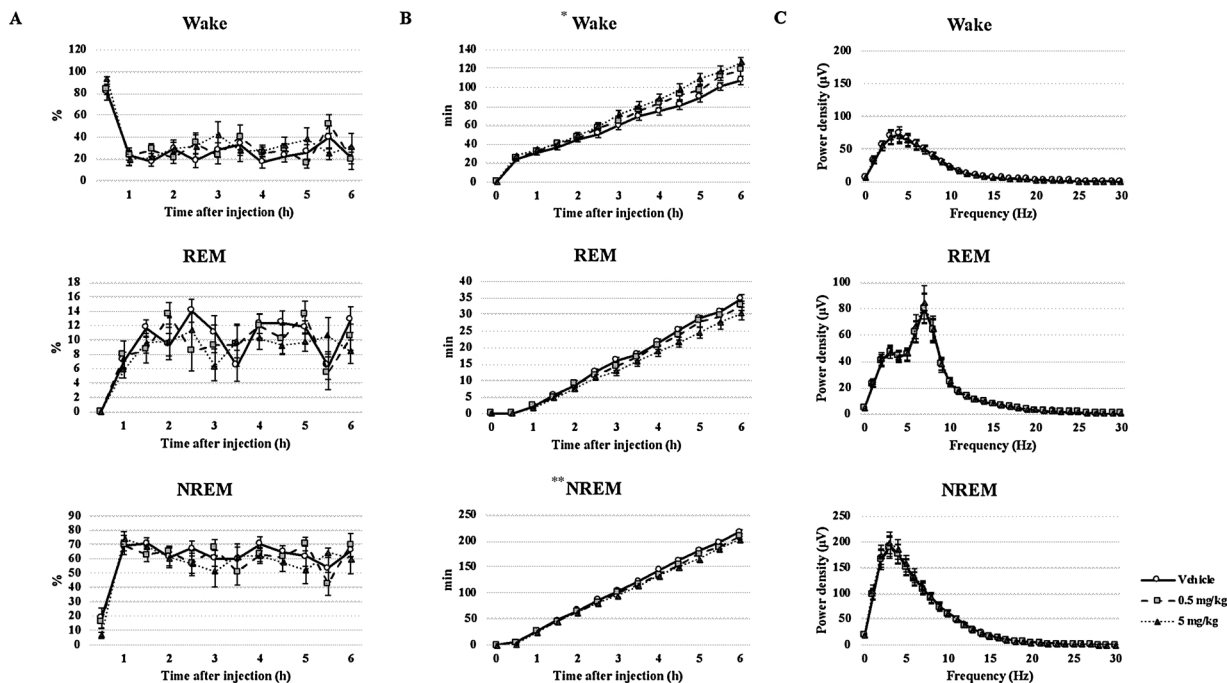 A
Wake
120
100
80
60
40
20
0
%
1 2 3 4 5 6
Time after injection (h)
B
* Wake
140
120
100
80
60
40
20
0
min
0 1 2 3 4 5 6
Time after injection (h)
C
Wake
200
150
100
50
0
Power density (µV)
0 5 10 15 20 25 30
Frequency (Hz)
REM
18
16
14
12
10
8
6
4
2
0
%
1 2 3 4 5 6
Time after injection (h)
REM
40
35
30
25
20
15
10
5
0
min
0 1 2 3 4 5 6
Time after injection (h)
REM
100
80
60
40
20
0
Power density (µV)
0 5 10 15 20 25 30
Frequency (Hz)
NREM
90
80
70
60
50
40
30
20
10
0
%
1 2 3 4 5 6
Time after injection (h)
**NREM
250
200
150
100
50
0
min
0 1 2 3 4 5 6
Time after injection (h)
NREM
250
200
150
100
50
0
Power density (µV)
0 5 10 15 20 25 30
Frequency (Hz)
Vehicle
0.5 mg/kg
5 mg/kg